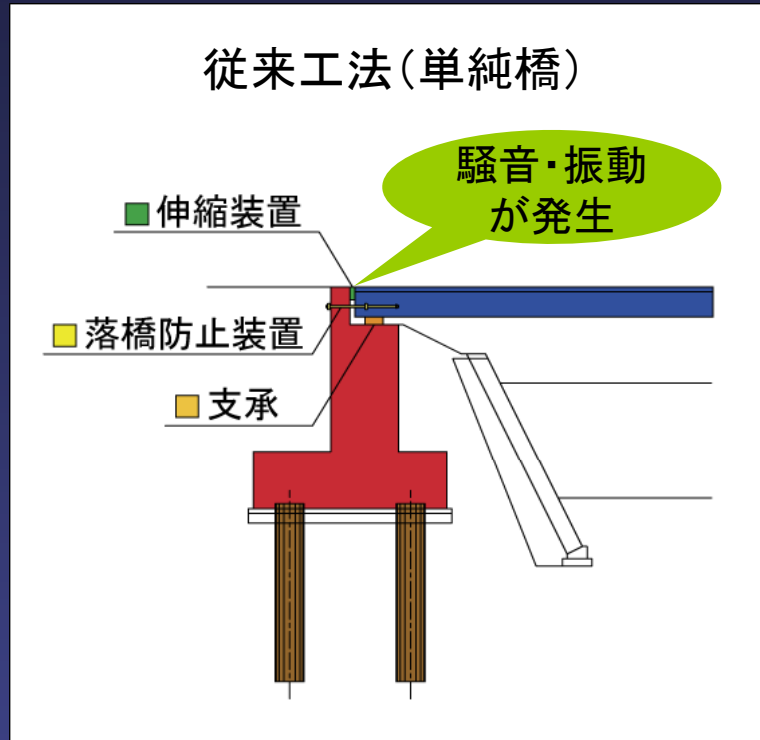 従来工法(単純橋)
騒音・振動
が発生
伸縮装置
落橋防止装置
支承